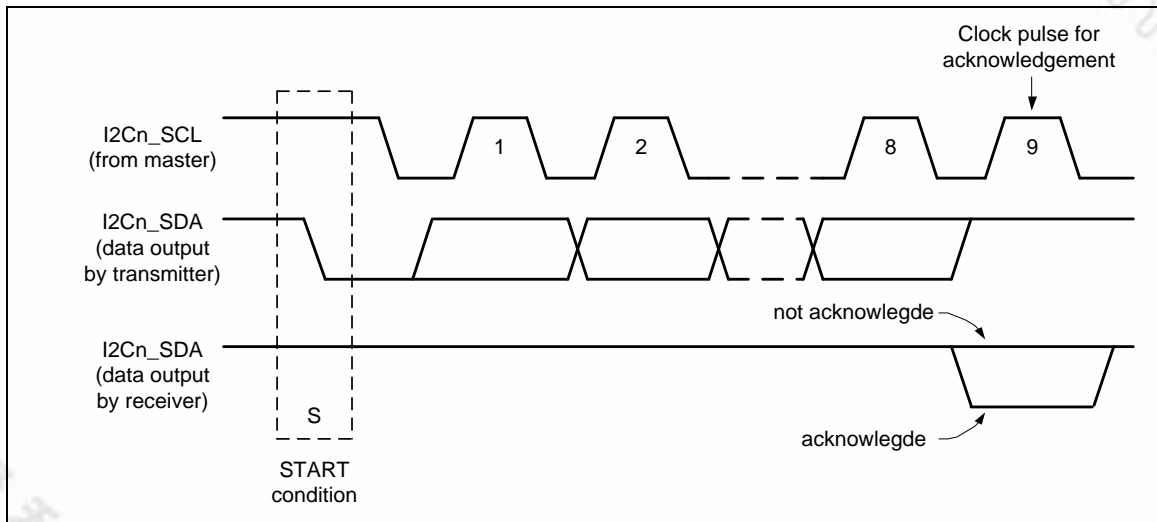 Clock pulse for
acknowledgement
I2Cn_SCL
(from master)
1
2
8
9
I2Cn_SDA
(data output
by transmitter)
not acknowlegde
I2Cn_SDA
(data output
by receiver)
S
acknowlegde
START
condition